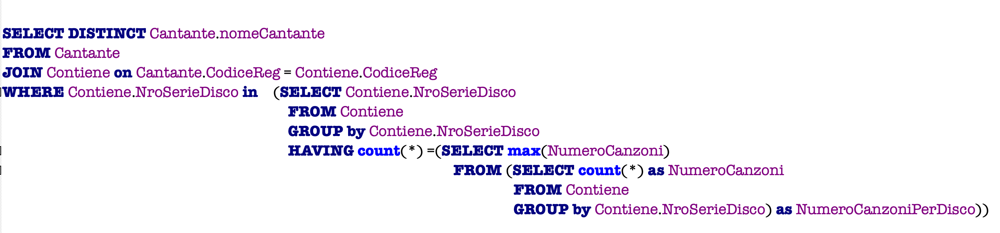 SELECT DISTINCT Cantante.nomeCantante
FROM Cantante
JOIN Contiene on Cantante.CodiceReg = Contiene.CodiceReg
WHERE Contiene.NroSerieDisco in (SELECT Contiene.NroSerieDisco
FROM Contiene
GROUP by Contiene.NroSerieDisco
HAVING count(*) =(SELECT max(NumeroCanzoni)
FROM (SELECT count(*) as NumeroCanzoni
FROM Contiene
GROUP by Contiene.NroSerieDisco) as NumeroCanzoniPerDisco))